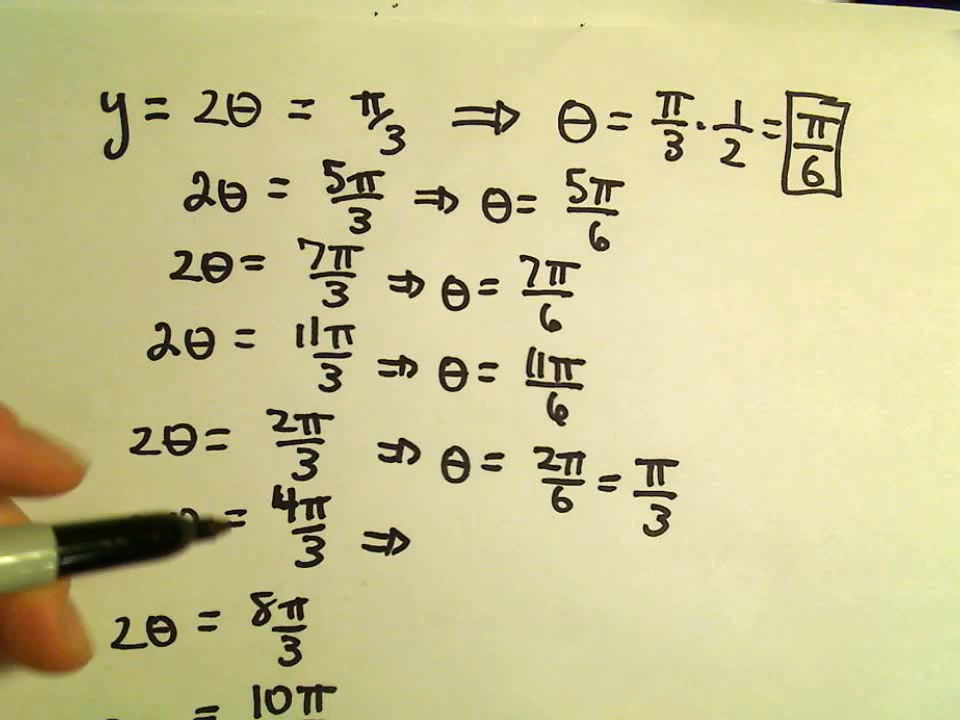 y = 2θ = π/3 ⇒ θ = π/3 · 1/2 = π/6
2θ = 5π/3 ⇒ θ = 5π/6
2θ = 7π/3 ⇒ θ = 7π/6
2θ = 11π/3 ⇒ θ = 11π/6
2θ = 2π/3 ⇒ θ = 2π/6 = π/3
= 4π/3 ⇒
2θ = 8π/3
= 10π